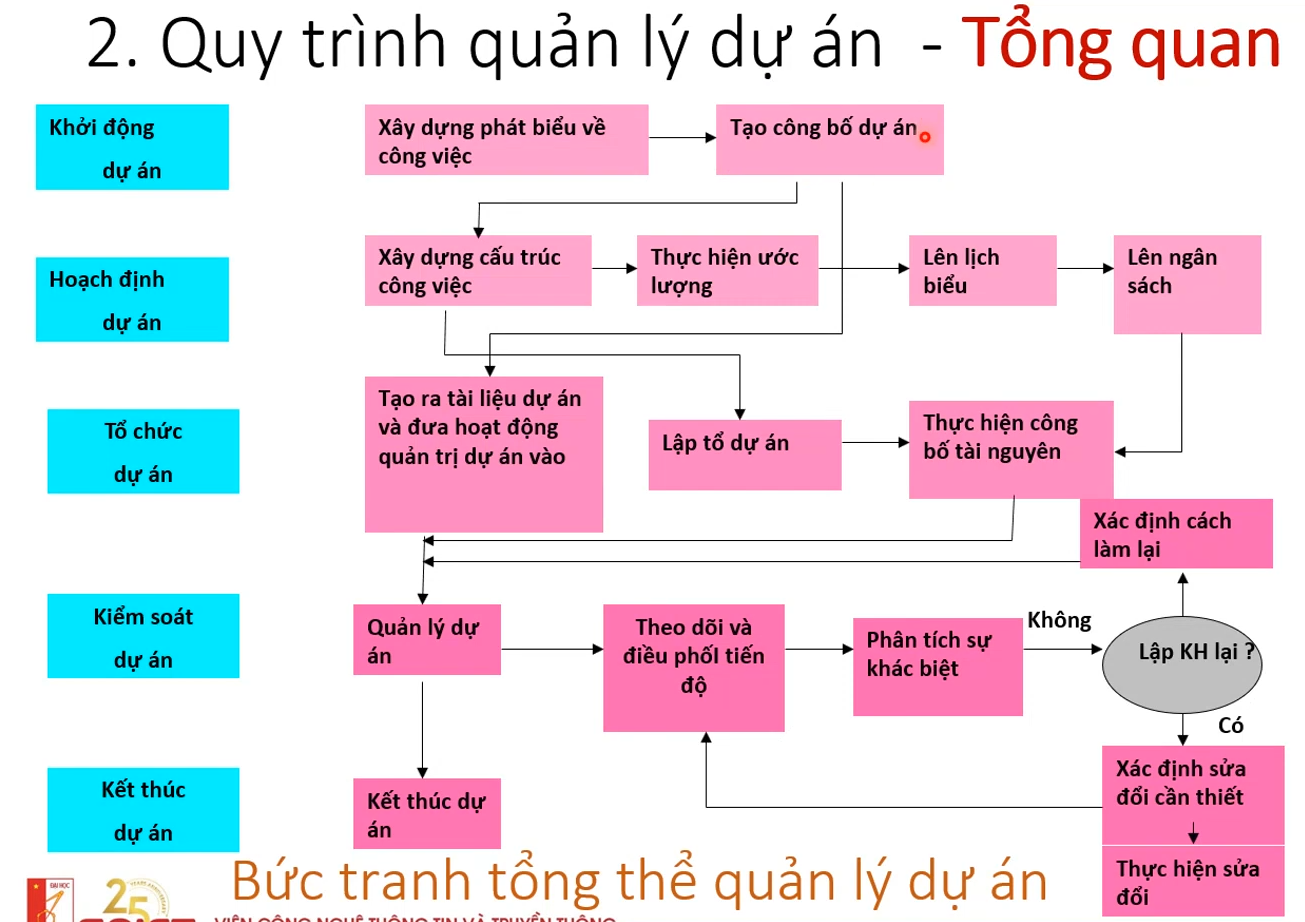 2. Quy trình quản lý dự án - Tổng quan
Khởi động
dự án
Xây dựng phát biểu về
công việc
Tạo công bố dự án
Hoạch định
dự án
Xây dựng cấu trúc
công việc
Thực hiện ước
lượng
Lên lịch
biểu
Lên ngân
sách
Tổ chức
dự án
Tạo ra tài liệu dự án
và đưa hoạt động
quản trị dự án vào
Lập tổ dự án
Thực hiện công
bố tài nguyên
Xác định cách
làm lại
Kiểm soát
dự án
Quản lý dự
án
Theo dõi và
điều phốI tiến
độ
Phân tích sự
khác biệt
Không
Lập KH lại ?
Có
Xác định sửa
đổi cần thiết
Thực hiện sửa
đổi
Kết thúc
dự án
Kết thúc dự
án
Bức tranh tổng thể quản lý dự án
ĐẠI HỌC
25
YEARS ANNIVERSARY
VIỆN CÔNG NGHỆ THÔNG TIN VÀ TRUYỀN THÔNG